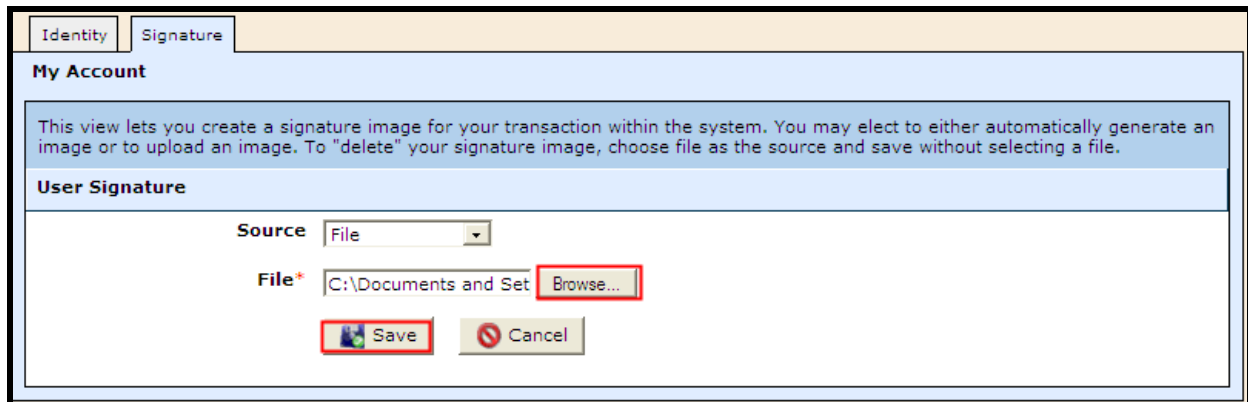 Identity Signature
My Account
This view lets you create a signature image for your transaction within the system. You may elect to either automatically generate an
image or to upload an image. To "delete" your signature image, choose file as the source and save without selecting a file.
User Signature
Source File
File* C:\Documents and Set Browse...
Save Cancel